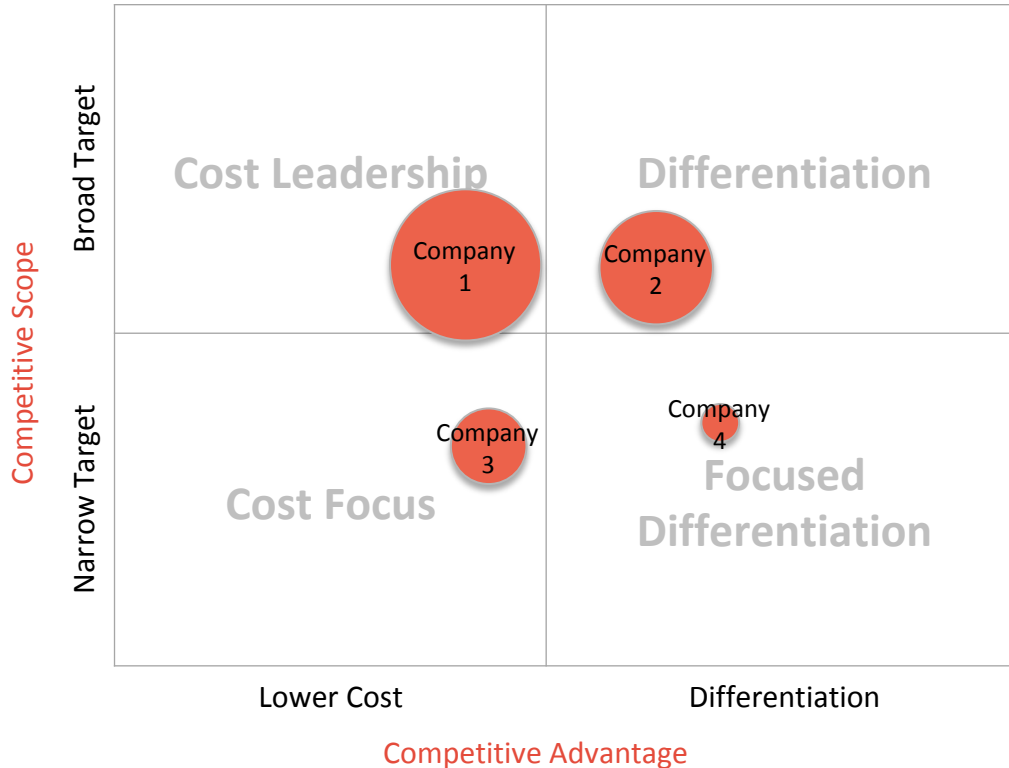 Competitive Scope
Broad Target
Narrow Target
Cost Leadership
Differentiation
Company
1
Company
2
Company
3
Company
4
Cost Focus
Focused
Differentiation
Lower Cost
Differentiation
Competitive Advantage